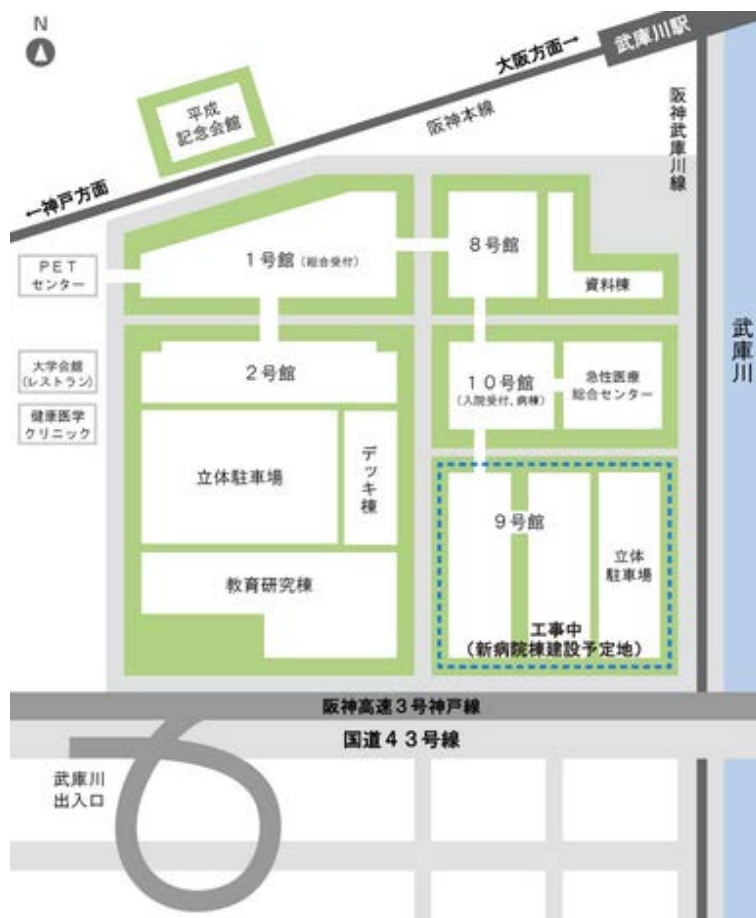 N
武庫川駅
大阪方面→
平成
記念会館
阪神本線
阪神武庫川線
←神戸方面
1号館(総合受付)
8号館
資料棟
PET
センター
武庫川
大学会館
(レストラン)
2号館
10号館
(入院受付、病棟)
急性医療
総合センター
健康医学
クリニック
立体駐車場
デッキ棟
9号館
立体
駐車場
教育研究棟
工事中
(新病院棟建設予定地)
阪神高速3号神戸線
国道43号線
武庫川
出入口